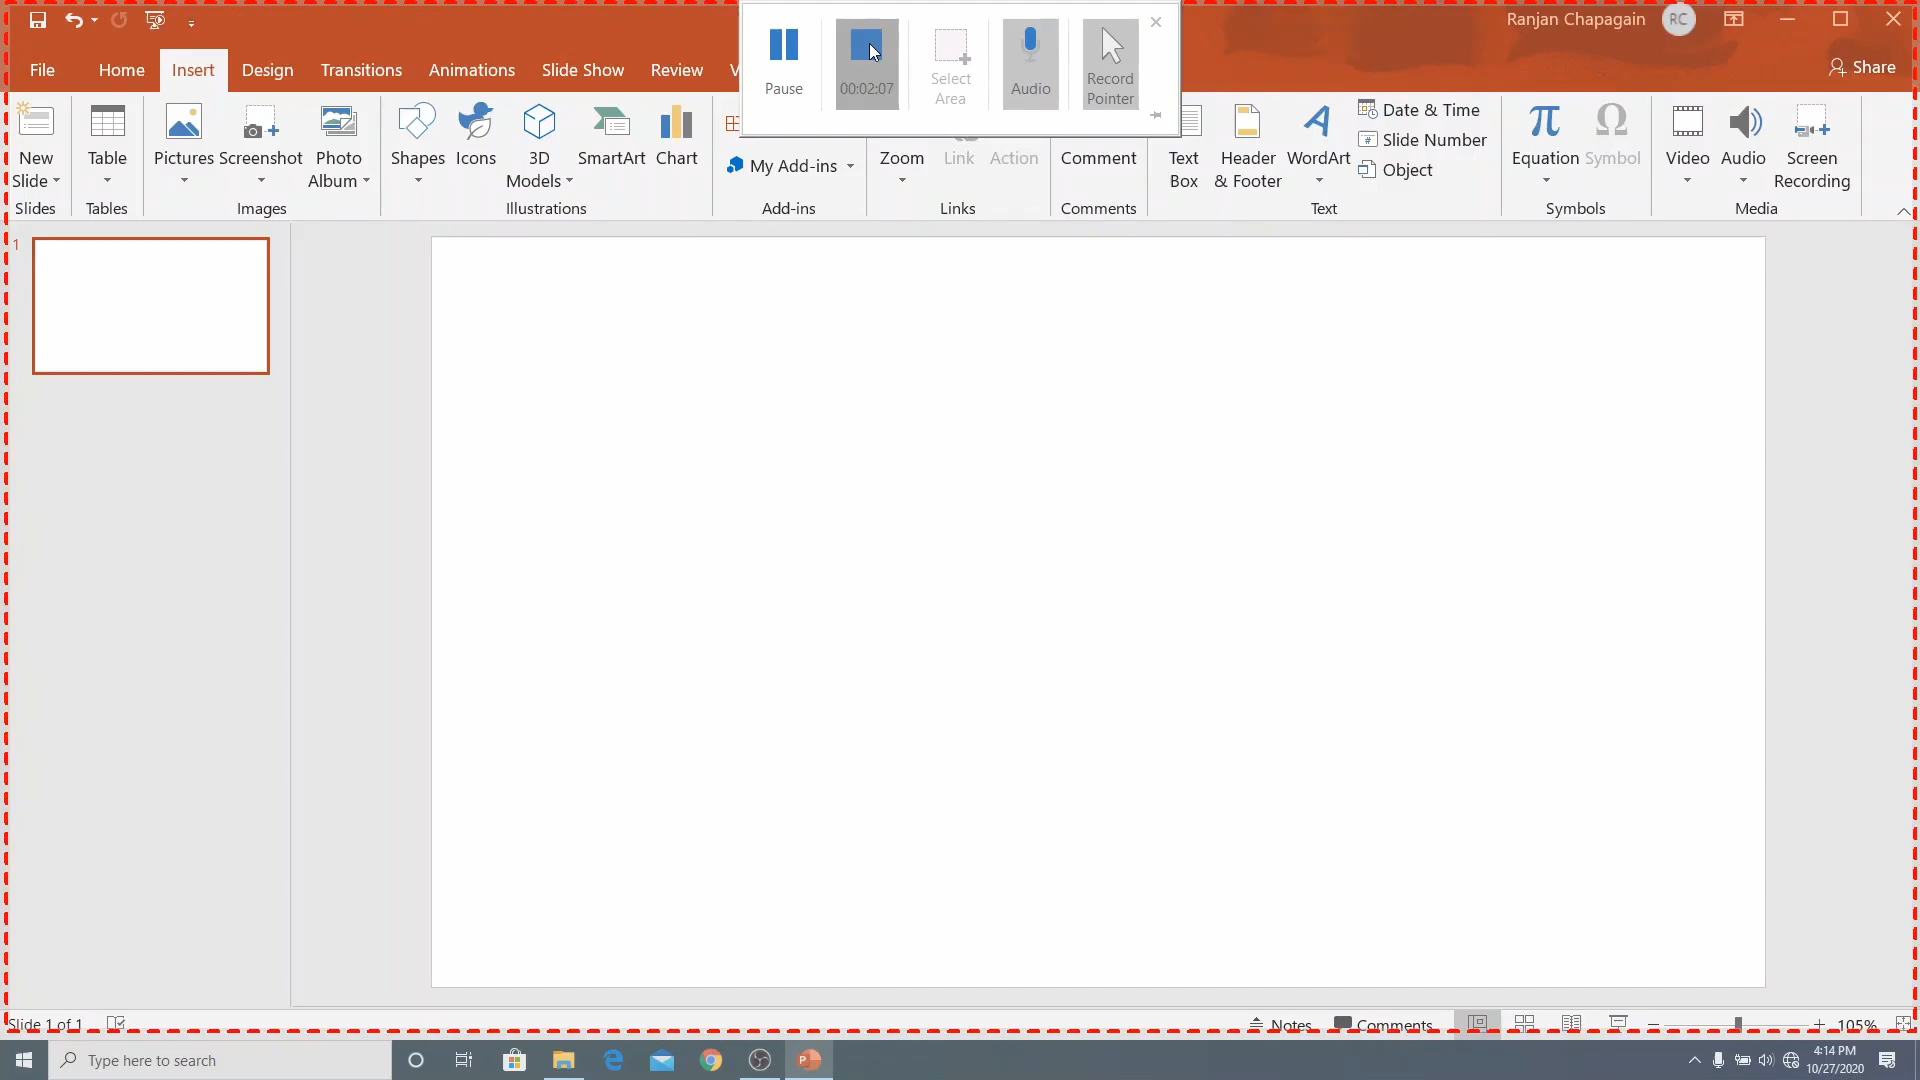 Ranjan Chapagain RC
File Home Insert Design Transitions Animations Slide Show Review V
Share
Pause 00:02:07 Select Area Audio Record Pointer
New Slide
Table
Pictures
Screenshot
Photo Album
Shapes
Icons
3D Models
SmartArt
Chart
My Add-ins
Zoom
Link
Action
Comment
Text Box
Header & Footer
WordArt
Date & Time
Slide Number
Object
Equation
Symbol
Video
Audio
Screen Recording
Slides Tables Images Illustrations Add-ins Links Comments Text Symbols Media
1
Slide 1 of 1 Notes Comments 105%
Type here to search
4:14 PM
10/27/2020